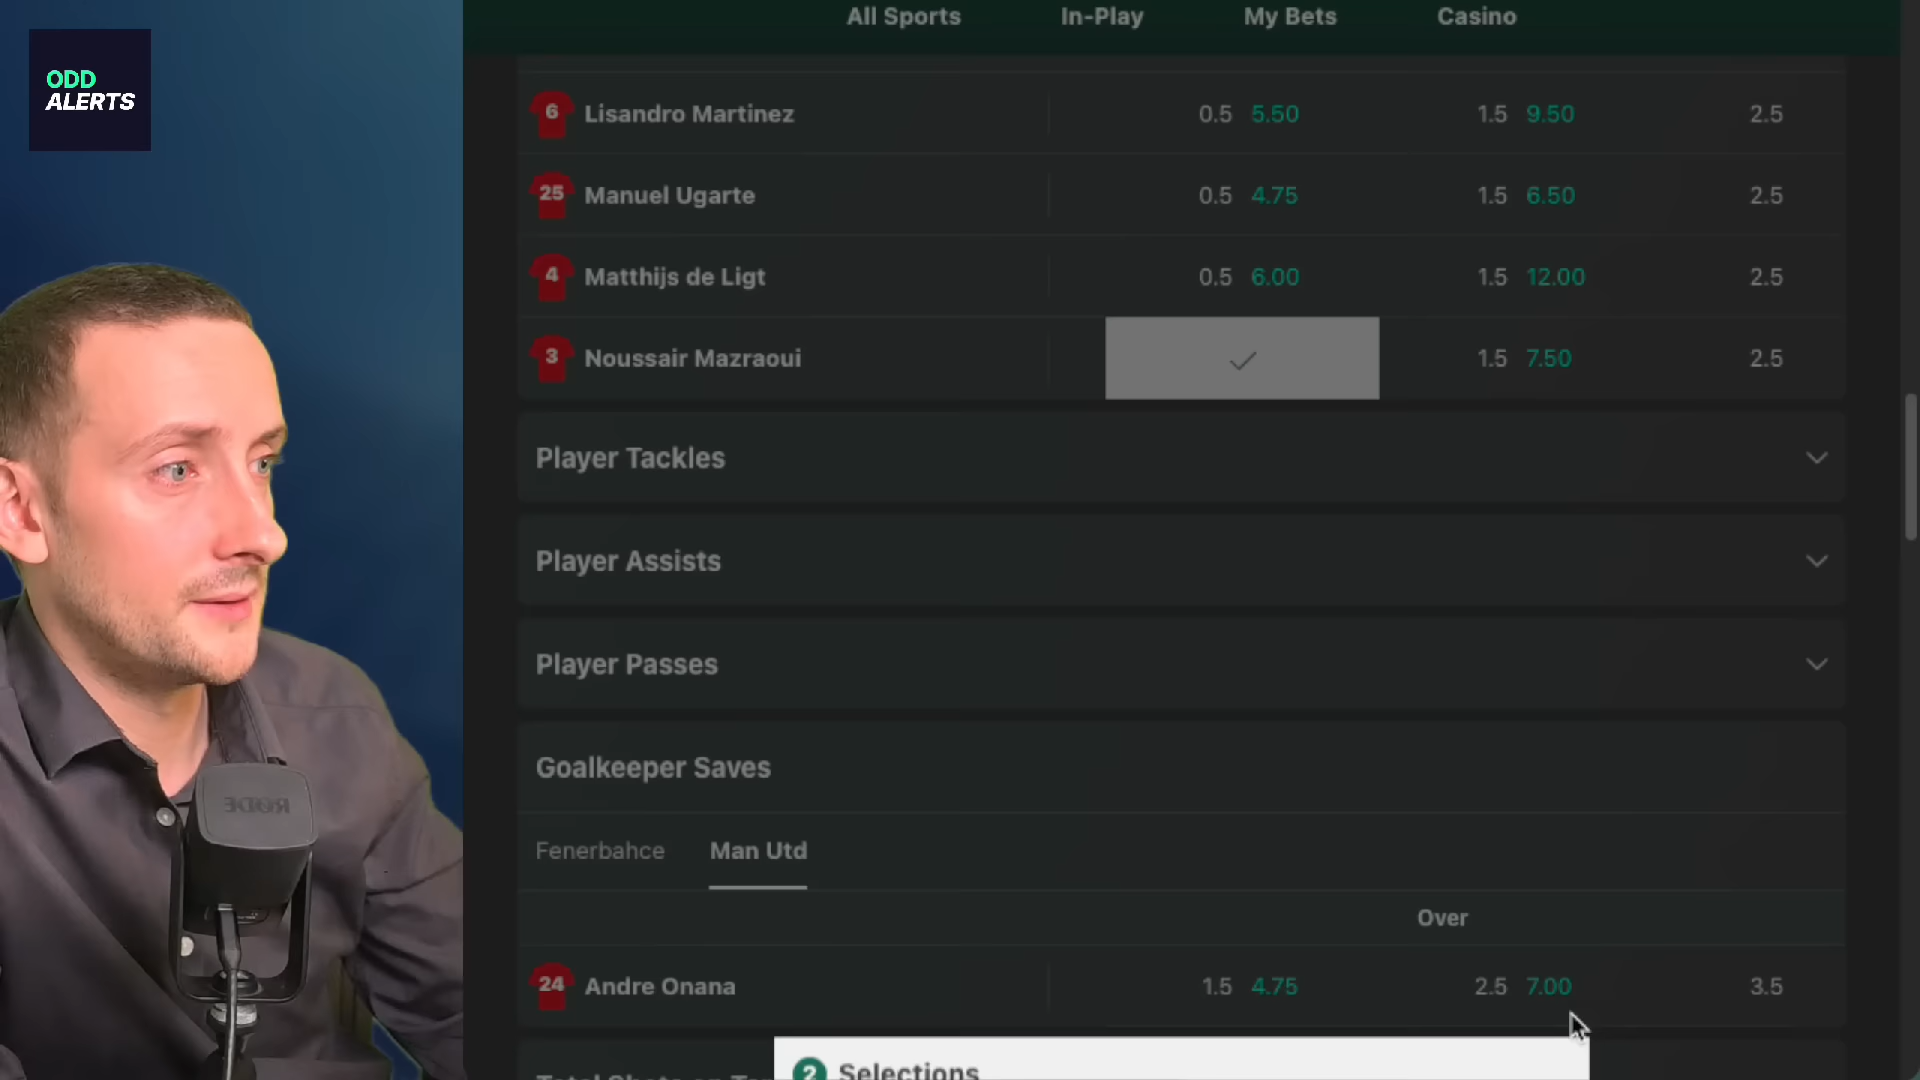 All Sports In-Play My Bets Casino
ODD
ALERTS
6 Lisandro Martinez 0.5 5.50 1.5 9.50 2.5
25 Manuel Ugarte 0.5 4.75 1.5 6.50 2.5
4 Matthijs de Ligt 0.5 6.00 1.5 12.00 2.5
3 Noussair Mazraoui 1.5 7.50 2.5
Player Tackles
Player Assists
Player Passes
Goalkeeper Saves
RØDE
Fenerbahce Man Utd
Over
24 Andre Onana 1.5 4.75 2.5 7.00 3.5
2 Selections